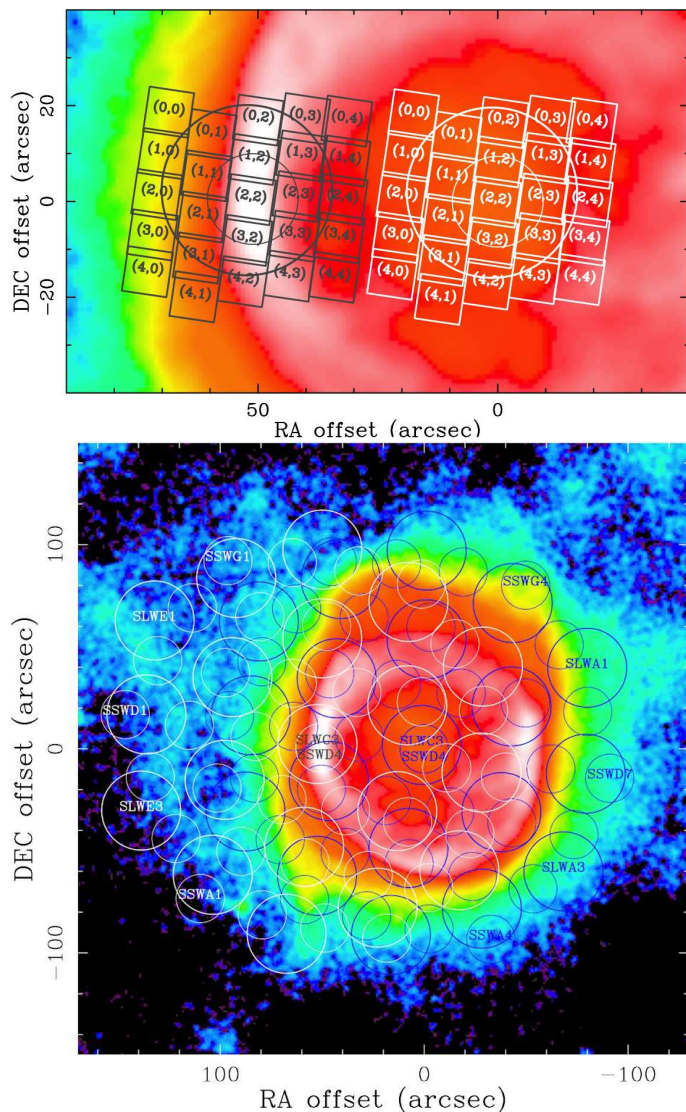 DEC offset (arcsec)
20
0
−20
(0,0) (0,1) (0,2) (0,3) (0,4)
(1,0) (1,1) (1,2) (1,3) (1,4)
(2,0) (2,1) (2,2) (2,3) (2,4)
(3,0) (3,1) (3,2) (3,3) (3,4)
(4,0) (4,1) (4,2) (4,3) (4,4)
(0,0) (0,1) (0,2) (0,3) (0,4)
(1,0) (1,1) (1,2) (1,3) (1,4)
(2,0) (2,1) (2,2) (2,3) (2,4)
(3,0) (3,1) (3,2) (3,3) (3,4)
(4,0) (4,1) (4,2) (4,3) (4,4)
50 0
RA offset (arcsec)
DEC offset (arcsec)
100
0
−100
SSWG1
SLWE1
SSWD1
SLWE3
SSWA1
SLWC3
SSWD4
SLWC3
SSWD4
SSWG4
SLWA1
SSWD7
SLWA3
SSWA4
100 0 −100
RA offset (arcsec)